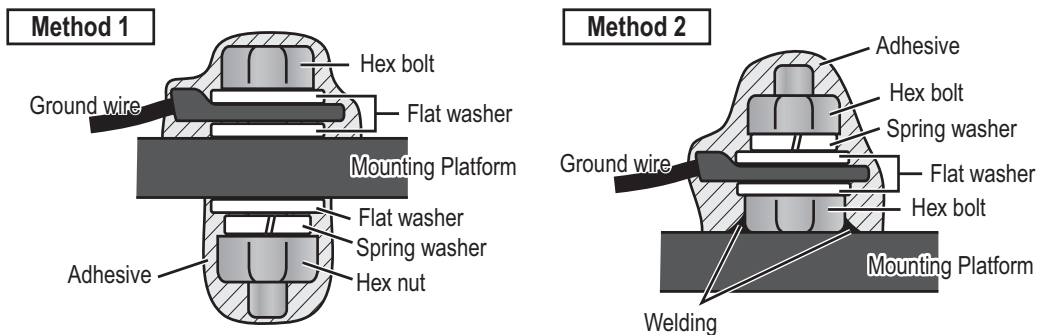 Method 1
Hex bolt
Ground wire
Flat washer
Mounting Platform
Flat washer
Spring washer
Adhesive
Hex nut
Method 2
Adhesive
Hex bolt
Spring washer
Ground wire
Flat washer
Hex bolt
Mounting Platform
Welding